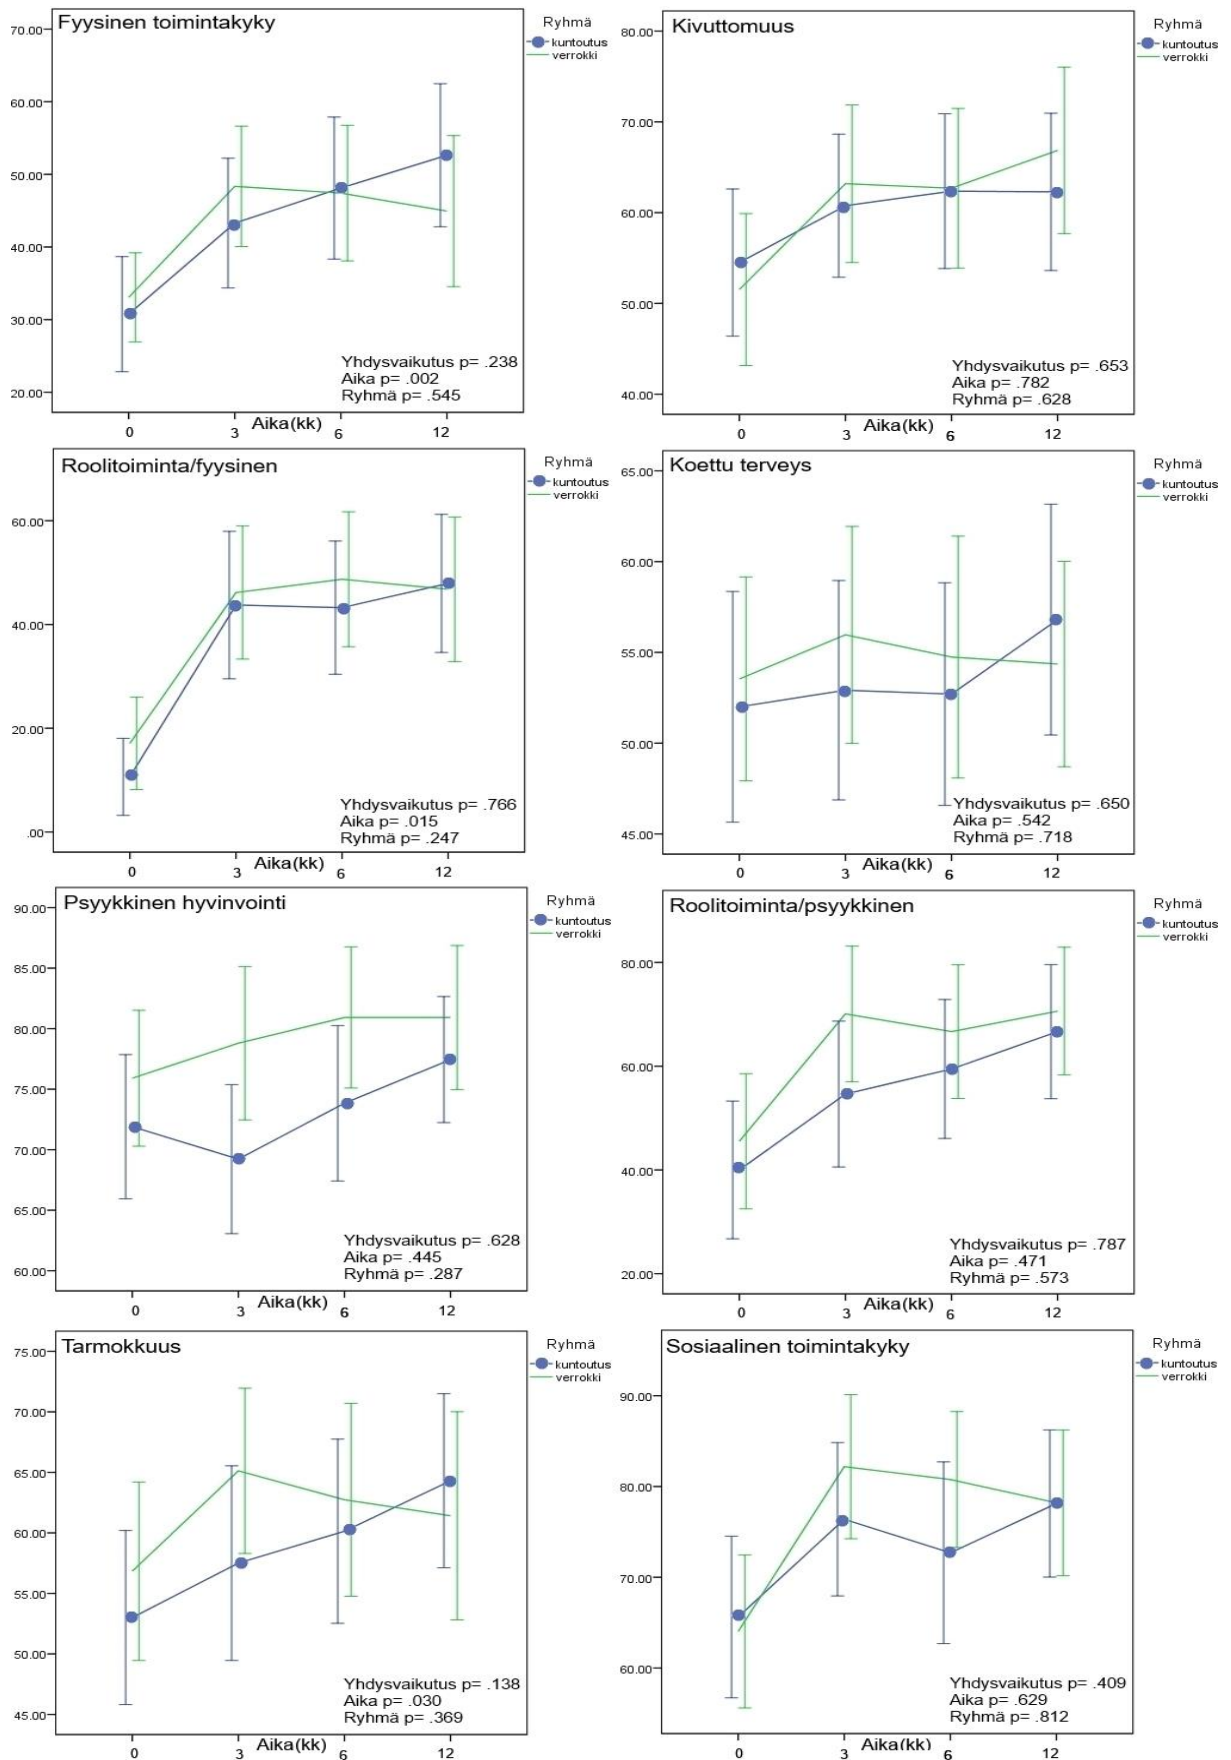 Fyysinen toimintakyky
Ryhmä
kuntoutus
verrokki
70.00
60.00
50.00
40.00
30.00
20.00
Yhdysvaikutus p= .238
Aika p= .002
Ryhmä p= .545
0 3 6 12
Aika(kk)
Kivuttomuus
Ryhmä
kuntoutus
verrokki
80.00
70.00
60.00
50.00
40.00
Yhdysvaikutus p= .653
Aika p= .782
Ryhmä p= .628
0 3 6 12
Aika(kk)
Roolitoiminta/fyysinen
Ryhmä
kuntoutus
verrokki
60.00
40.00
20.00
.00
Yhdysvaikutus p= .766
Aika p= .015
Ryhmä p= .247
0 3 6 12
Aika(kk)
Koettu terveys
Ryhmä
kuntoutus
verrokki
65.00
60.00
55.00
50.00
45.00
Yhdysvaikutus p= .650
Aika p= .542
Ryhmä p= .718
0 3 6 12
Aika(kk)
Psyykkinen hyvinvointi
Ryhmä
kuntoutus
verrokki
90.00
85.00
80.00
75.00
70.00
65.00
60.00
Yhdysvaikutus p= .628
Aika p= .445
Ryhmä p= .287
0 3 6 12
Aika(kk)
Roolitoiminta/psyykkinen
Ryhmä
kuntoutus
verrokki
80.00
60.00
40.00
20.00
Yhdysvaikutus p= .787
Aika p= .471
Ryhmä p= .573
0 3 6 12
Aika(kk)
Tarmokkuus
Ryhmä
kuntoutus
verrokki
75.00
70.00
65.00
60.00
55.00
50.00
45.00
Yhdysvaikutus p= .138
Aika p= .030
Ryhmä p= .369
0 3 6 12
Aika(kk)
Sosiaalinen toimintakyky
Ryhmä
kuntoutus
verrokki
90.00
80.00
70.00
60.00
Yhdysvaikutus p= .409
Aika p= .629
Ryhmä p= .812
0 3 6 12
Aika(kk)